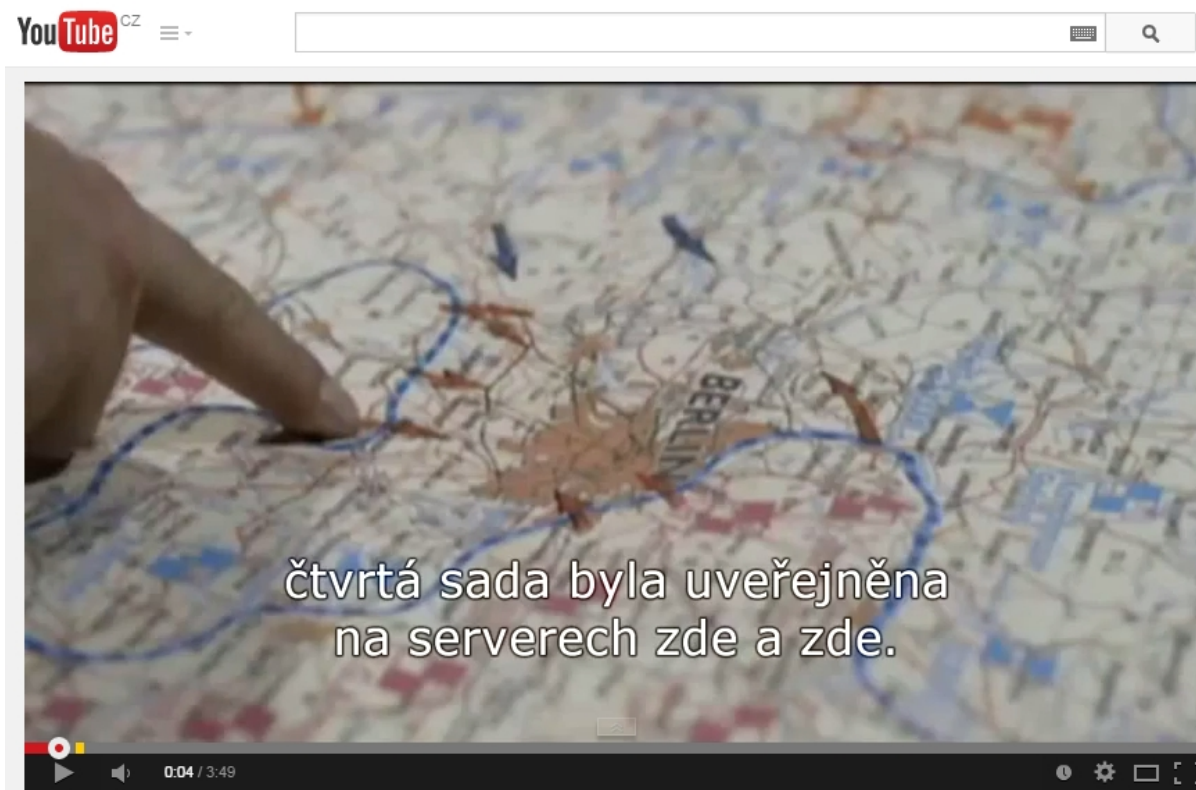 YouTube CZ
BERLIN
čtvrtá sada byla uveřejněna
na serverech zde a zde.
0:04 / 3:49